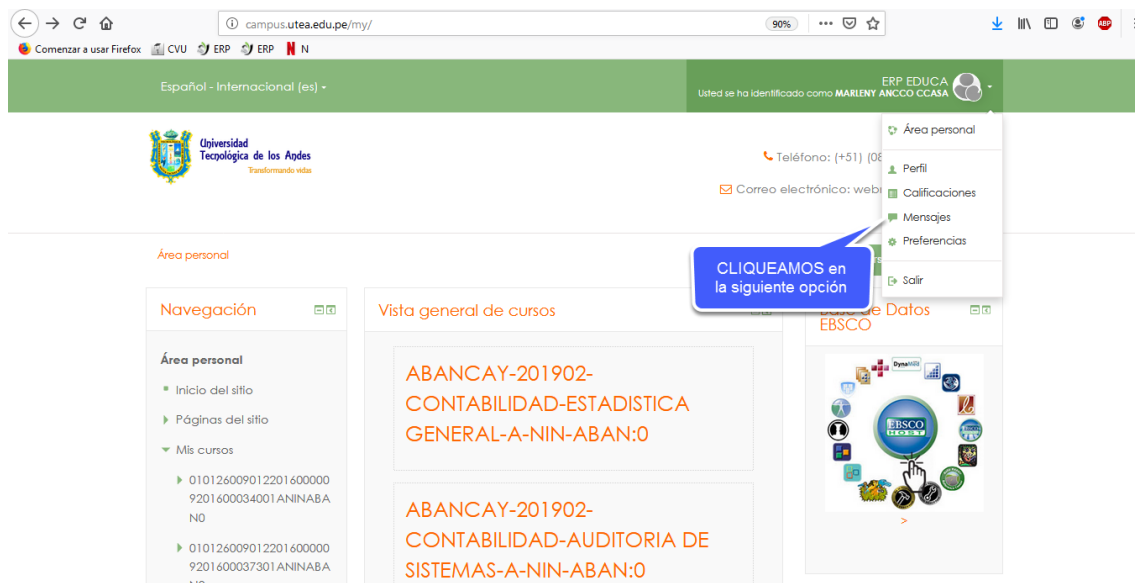 campus.utea.edu.pe/my/
90%
Comenzar a usar Firefox CVU ERP ERP N
ABP
Español - Internacional (es)
ERP EDUCA
Usted se ha identificado como MARLENY ANCCO CCASA
Universidad
Tecnológica de los Andes
Transformando vidas
Teléfono: (+51) (08
Correo electrónico: web
Área personal
Perfil
Calificaciones
Mensajes
Preferencias
Salir
CLIQUEAMOS en
la siguiente opción
Área personal
Navegación
Área personal
Inicio del sitio
Páginas del sitio
Mis cursos
010126009012201600000
9201600034001ANINABA
N0
010126009012201600000
9201600037301ANINABA
Vista general de cursos
ABANCAY-201902-
CONTABILIDAD-ESTADISTICA
GENERAL-A-NIN-ABAN:0
ABANCAY-201902-
CONTABILIDAD-AUDITORIA DE
SISTEMAS-A-NIN-ABAN:0
Base de Datos
EBSCO
DynaMed
EBSCO
HOST
>